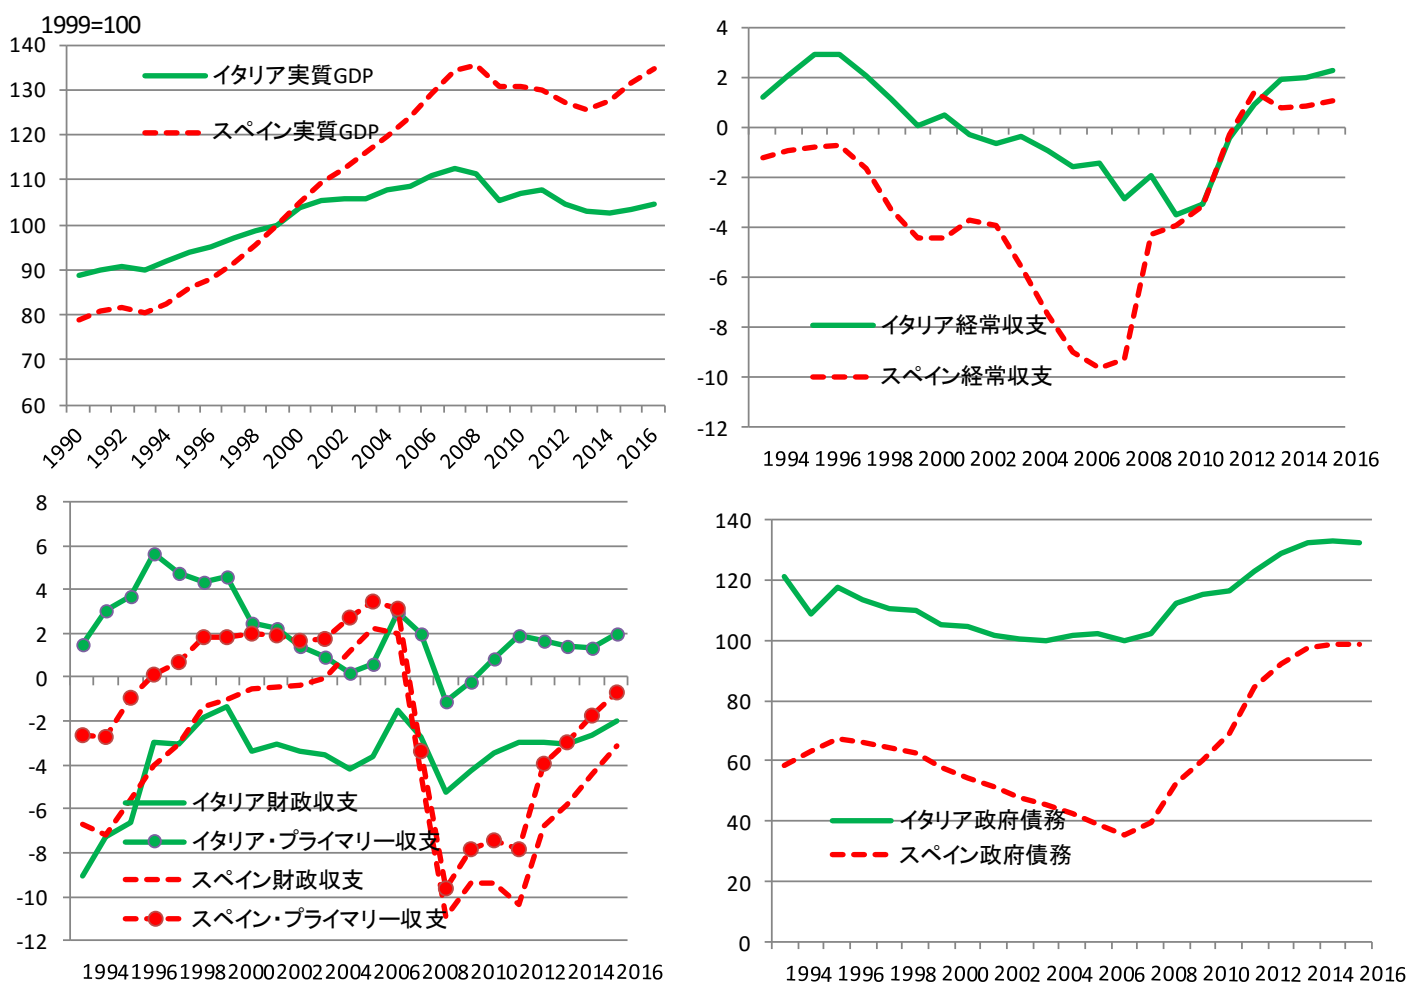 1999=100
140
130
120
110
100
90
80
70
60
イタリア実質GDP
スペイン実質GDP
1990 1992 1994 1996 1998 2000 2002 2004 2006 2008 2010 2012 2014 2016
4
2
0
-2
-4
-6
-8
-10
-12
イタリア経常収支
スペイン経常収支
1994 1996 1998 2000 2002 2004 2006 2008 2010 2012 2014 2016
8
6
4
2
0
-2
-4
-6
-8
-10
-12
イタリア財政収支
イタリア・プライマリー収支
スペイン財政収支
スペイン・プライマリー収支
1994 1996 1998 2000 2002 2004 2006 2008 2010 2012 2014 2016
140
120
100
80
60
40
20
0
イタリア政府債務
スペイン政府債務
1994 1996 1998 2000 2002 2004 2006 2008 2010 2012 2014 2016